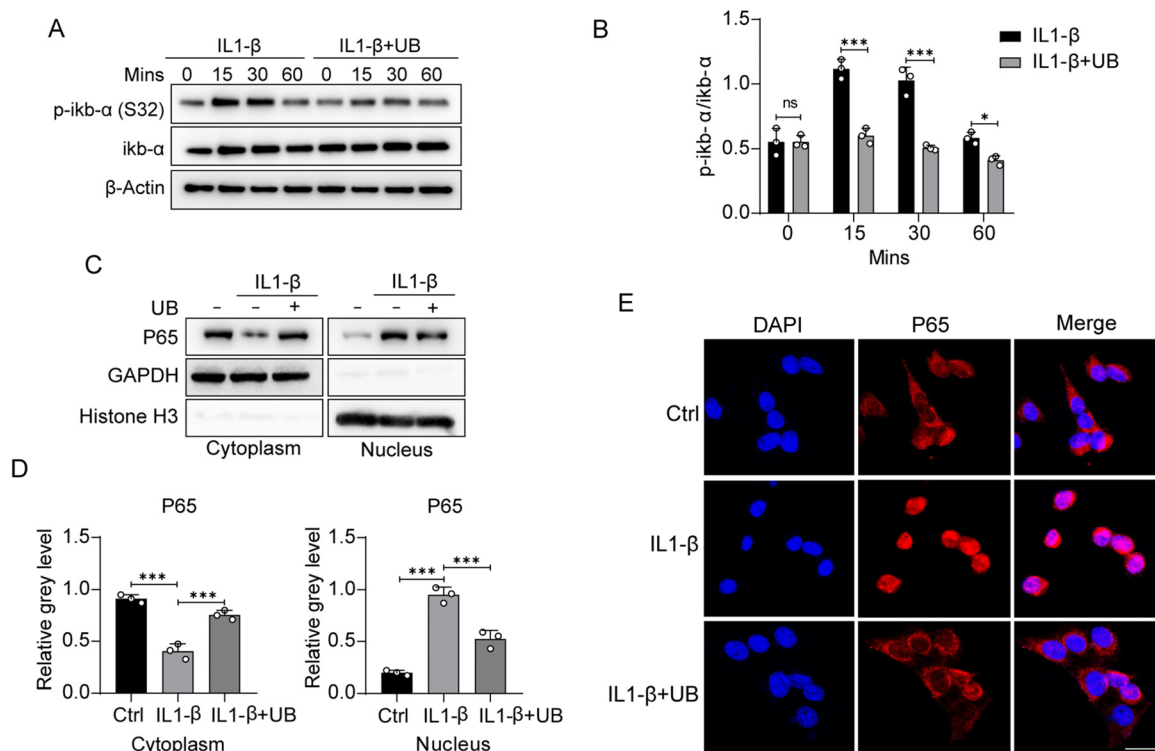 A
IL1-β IL1-β+UB
Mins 0 15 30 60 0 15 30 60
p-ikb-α (S32)
ikb-α
β-Actin
B
IL1-β
IL1-β+UB
p-ikb-α/ikb-α
1.5
1.0
0.5
0.0
ns
***
***
*
0 15 30 60
Mins
C
IL1-β
UB − − + − − +
P65
GAPDH
Histone H3
Cytoplasm Nucleus
D
P65
Relative grey level
1.5
1.0
0.5
0.0
***
***
Ctrl IL1-β IL1-β+UB
Cytoplasm
P65
Relative grey level
1.5
1.0
0.5
0.0
***
***
Ctrl IL1-β IL1-β+UB
Nucleus
E
DAPI P65 Merge
Ctrl
IL1-β
IL1-β+UB